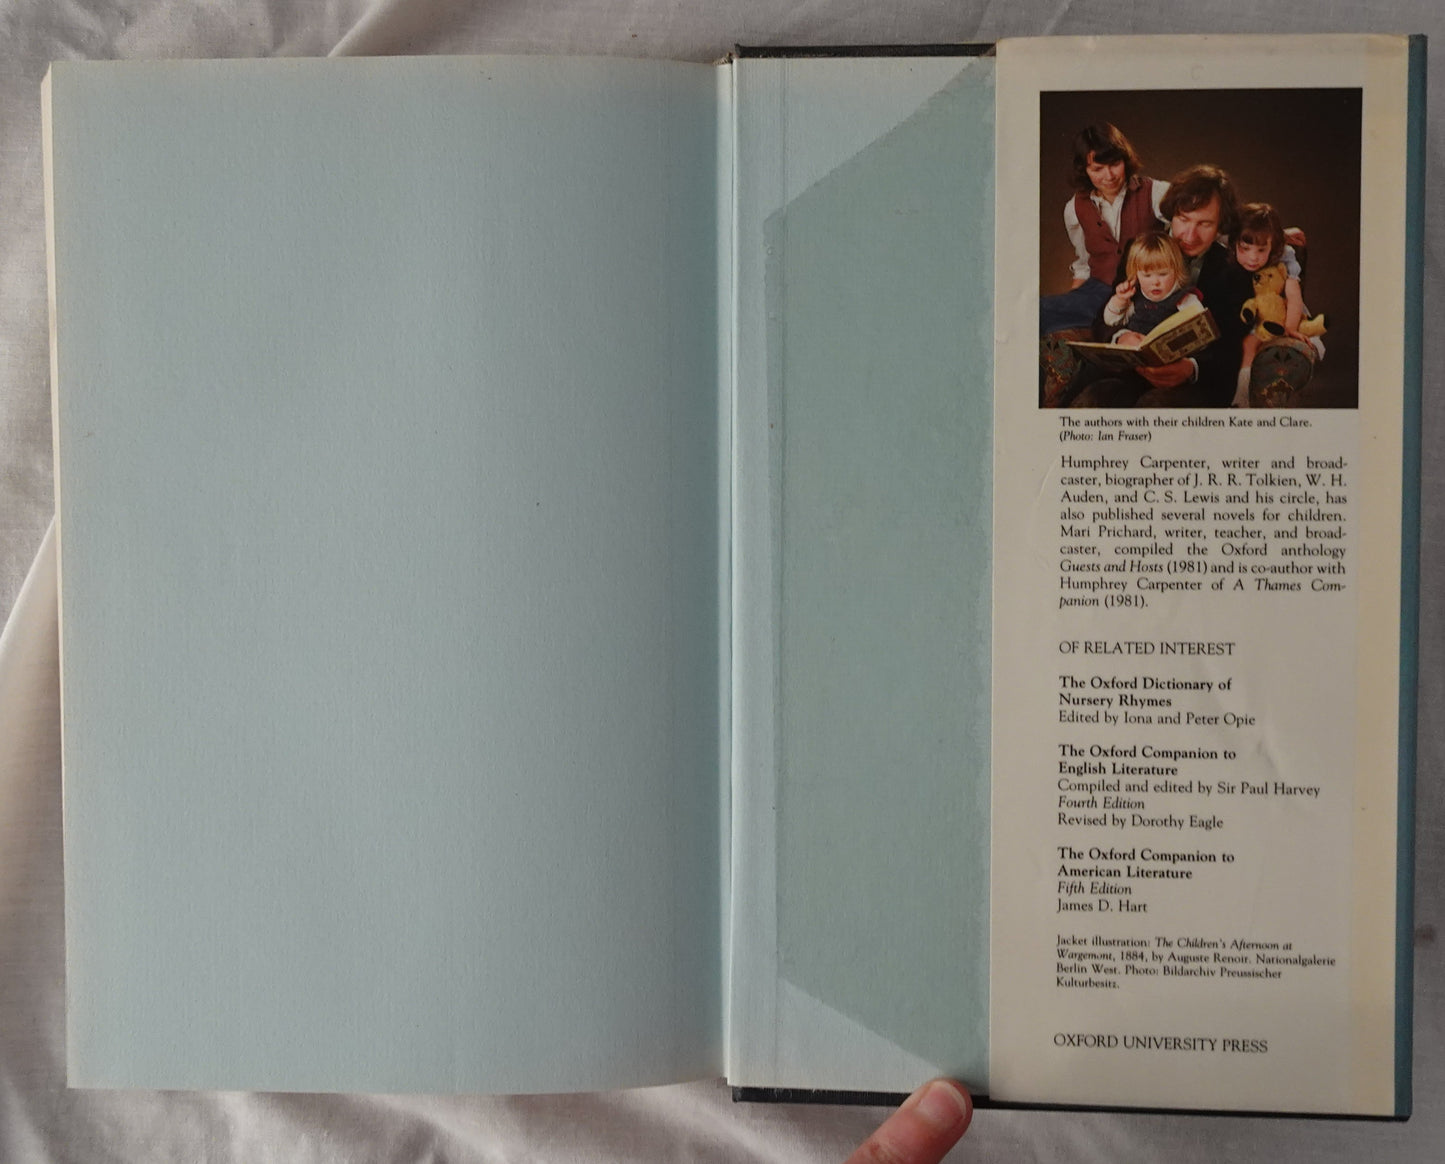 The authors with their children Kate and Clare.
(Photo: Ian Fraser)
Humphrey Carpenter, writer and broad-
caster, biographer of J. R. R. Tolkien, W. H.
Auden, and C. S. Lewis and his circle, has
also published several novels for children.
Mari Prichard, writer, teacher, and broad-
caster, compiled the Oxford anthology
Guests and Hosts (1981) and is co-author with
Humphrey Carpenter of A Thames Com-
panion (1981).
OF RELATED INTEREST
The Oxford Dictionary of
Nursery Rhymes
Edited by Iona and Peter Opie
The Oxford Companion to
English Literature
Compiled and edited by Sir Paul Harvey
Fourth Edition
Revised by Dorothy Eagle
The Oxford Companion to
American Literature
Fifth Edition
James D. Hart
Jacket illustration: The Children's Afternoon at
Wargemont, 1884, by Auguste Renoir. Nationalgalerie
Berlin West. Photo: Bildarchiv Preussischer
Kulturbesitz.
OXFORD UNIVERSITY PRESS